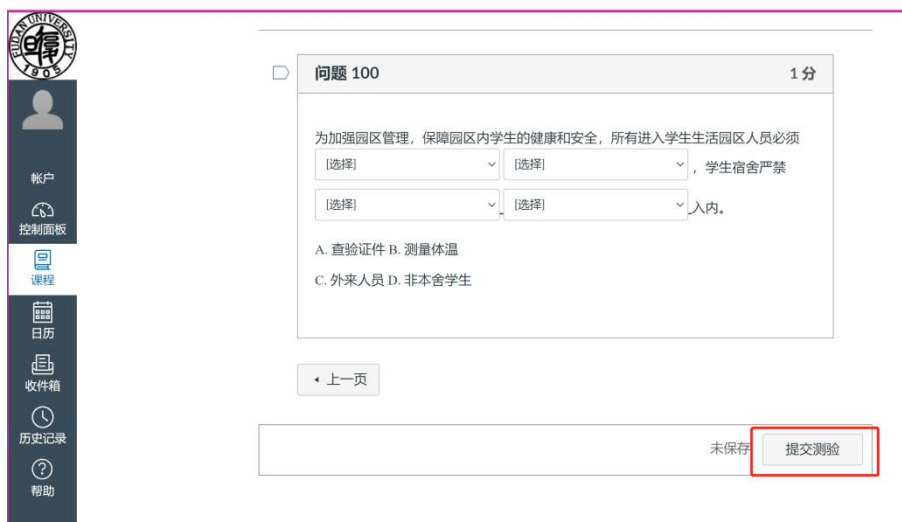 FUDAN UNIVERSITY
1905
帐户
控制面板
课程
日历
收件箱
历史记录
帮助
问题 100
1 分
为加强园区管理，保障园区内学生的健康和安全，所有进入学生生活园区人员必须
[选择] [选择] ，学生宿舍严禁
[选择] [选择] 入内。
A. 查验证件 B. 测量体温
C. 外来人员 D. 非本舍学生
上一页
未保存
提交测验